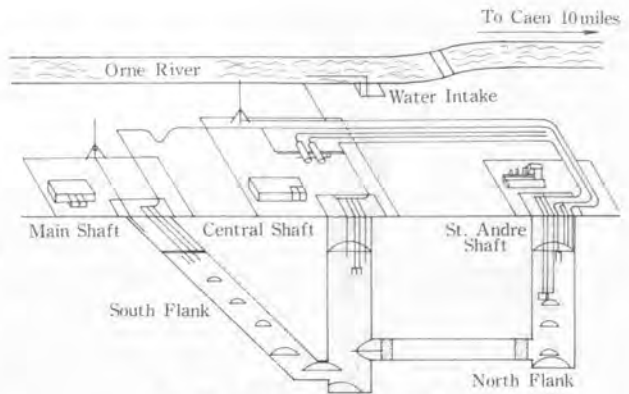 To Caen 10miles
Orne River
Water Intake
Main Shaft
Central Shaft
St. Andre
Shaft
South Flank
North Flank